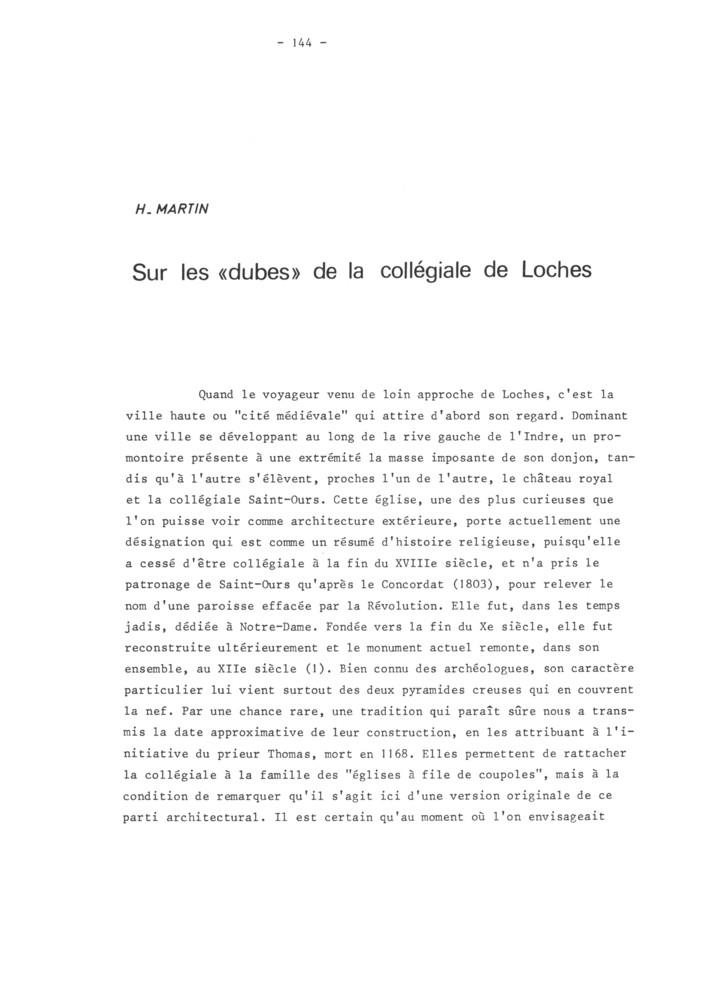 - 144 -
H. MARTIN
Sur les «dubes» de la collégiale de Loches
Quand le voyageur venu de loin approche de Loches, c'est la
ville haute ou "cité médiévale" qui attire d'abord son regard. Dominant
une ville se développant au long de la rive gauche de l'Indre, un pro-
montoire présente à une extrémité la masse imposante de son donjon, tan-
dis qu'à l'autre s'élèvent, proches l'un de l'autre, le château royal
et la collégiale Saint-Ours. Cette église, une des plus curieuses que
l'on puisse voir comme architecture extérieure, porte actuellement une
désignation qui est comme un résumé d'histoire religieuse, puisqu'elle
a cessé d'être collégiale à la fin du XVIIIe siècle, et n'a pris le
patronage de Saint-Ours qu'après le Concordat (1803), pour relever le
nom d'une paroisse effacée par la Révolution. Elle fut, dans les temps
jadis, dédiée à Notre-Dame. Fondée vers la fin du Xe siècle, elle fut
reconstruite ultérieurement et le monument actuel remonte, dans son
ensemble, au XIIe siècle (1). Bien connu des archéologues, son caractère
particulier lui vient surtout des deux pyramides creuses qui en couvrent
la nef. Par une chance rare, une tradition qui paraît sûre nous a trans-
mis la date approximative de leur construction, en les attribuant à l'i-
nitiative du prieur Thomas, mort en 1168. Elles permettent de rattacher
la collégiale à la famille des "églises à file de coupoles", mais à la
condition de remarquer qu'il s'agit ici d'une version originale de ce
parti architectural. Il est certain qu'au moment où l'on envisageait